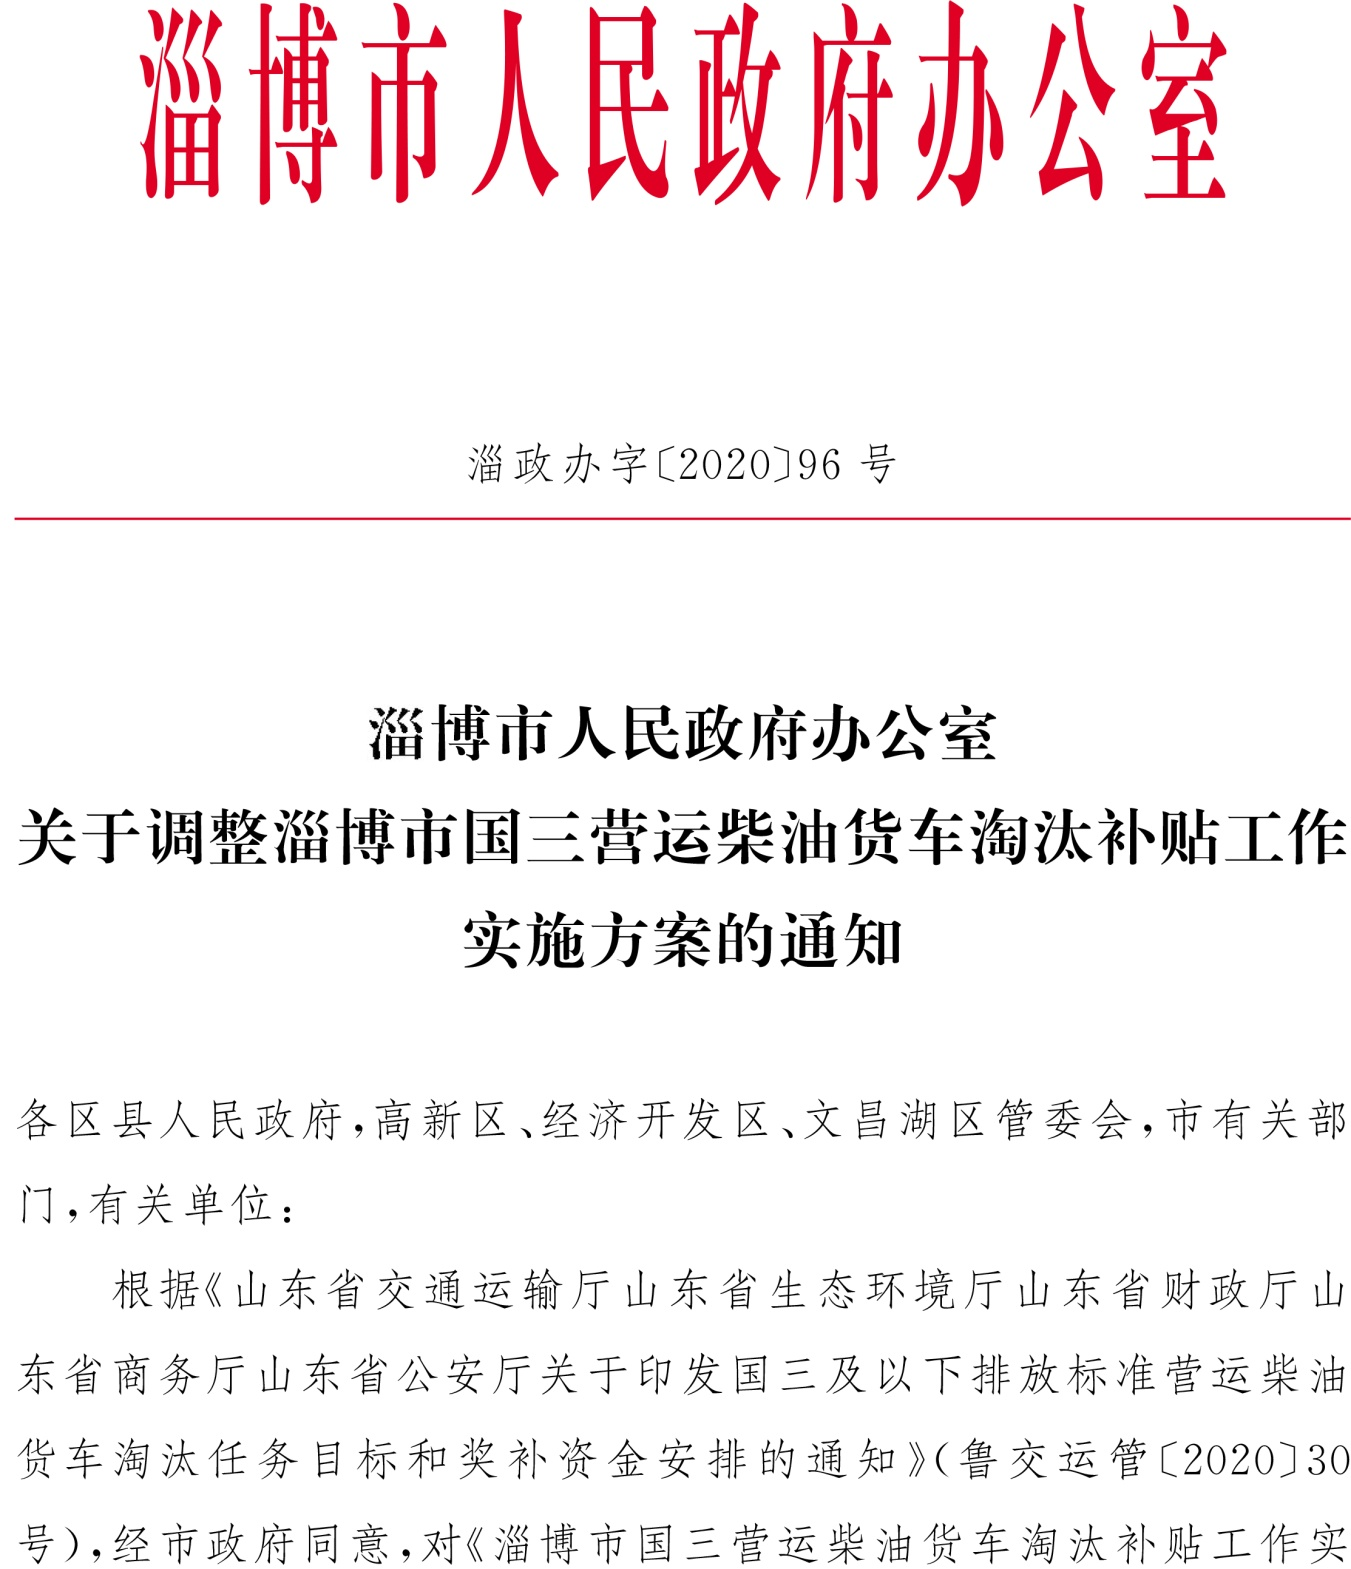 淄博市人民政府办公室
淄政办字〔2020〕96 号
淄博市人民政府办公室
关于调整淄博市国三营运柴油货车淘汰补贴工作
实施方案的通知
各区县人民政府,高新区、经济开发区、文昌湖区管委会,市有关部
门,有关单位:
根据《山东省交通运输厅山东省生态环境厅山东省财政厅山
东省商务厅山东省公安厅关于印发国三及以下排放标准营运柴油
货车淘汰任务目标和奖补资金安排的通知》(鲁交运管〔2020〕30
号),经市政府同意,对《淄博市国三营运柴油货车淘汰补贴工作实